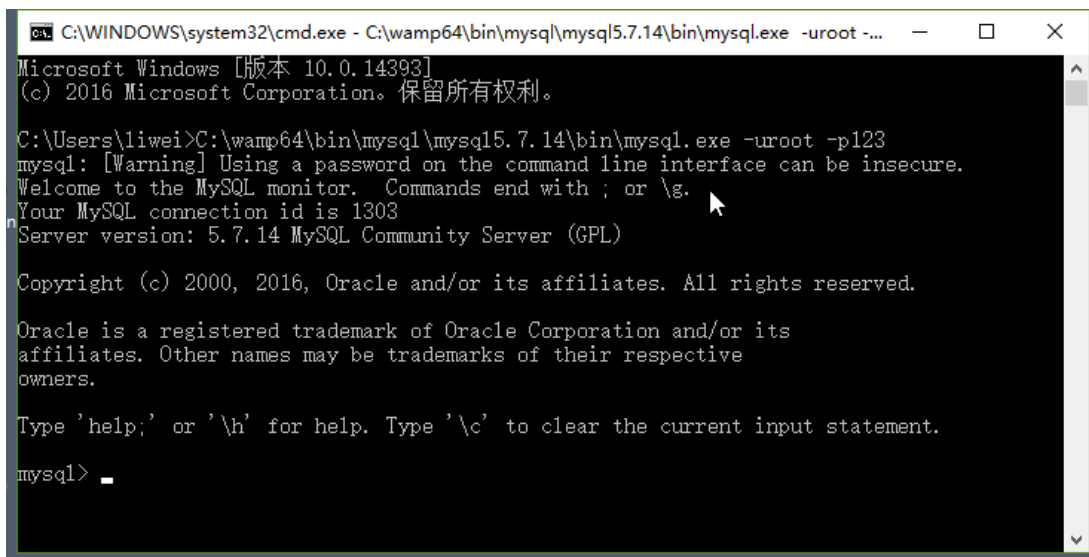 C:\WINDOWS\system32\cmd.exe - C:\wamp64\bin\mysql\mysql5.7.14\bin\mysql.exe -uroot -...
Microsoft Windows [版本 10.0.14393]
(c) 2016 Microsoft Corporation。保留所有权利。
C:\Users\liwei>C:\wamp64\bin\mysql\mysql5.7.14\bin\mysql.exe -uroot -p123
mysql: [Warning] Using a password on the command line interface can be insecure.
Welcome to the MySQL monitor.  Commands end with ; or \g.
Your MySQL connection id is 1303
Server version: 5.7.14 MySQL Community Server (GPL)
Copyright (c) 2000, 2016, Oracle and/or its affiliates. All rights reserved.
Oracle is a registered trademark of Oracle Corporation and/or its
affiliates. Other names may be trademarks of their respective
owners.
Type 'help;' or '\h' for help. Type '\c' to clear the current input statement.
mysql>